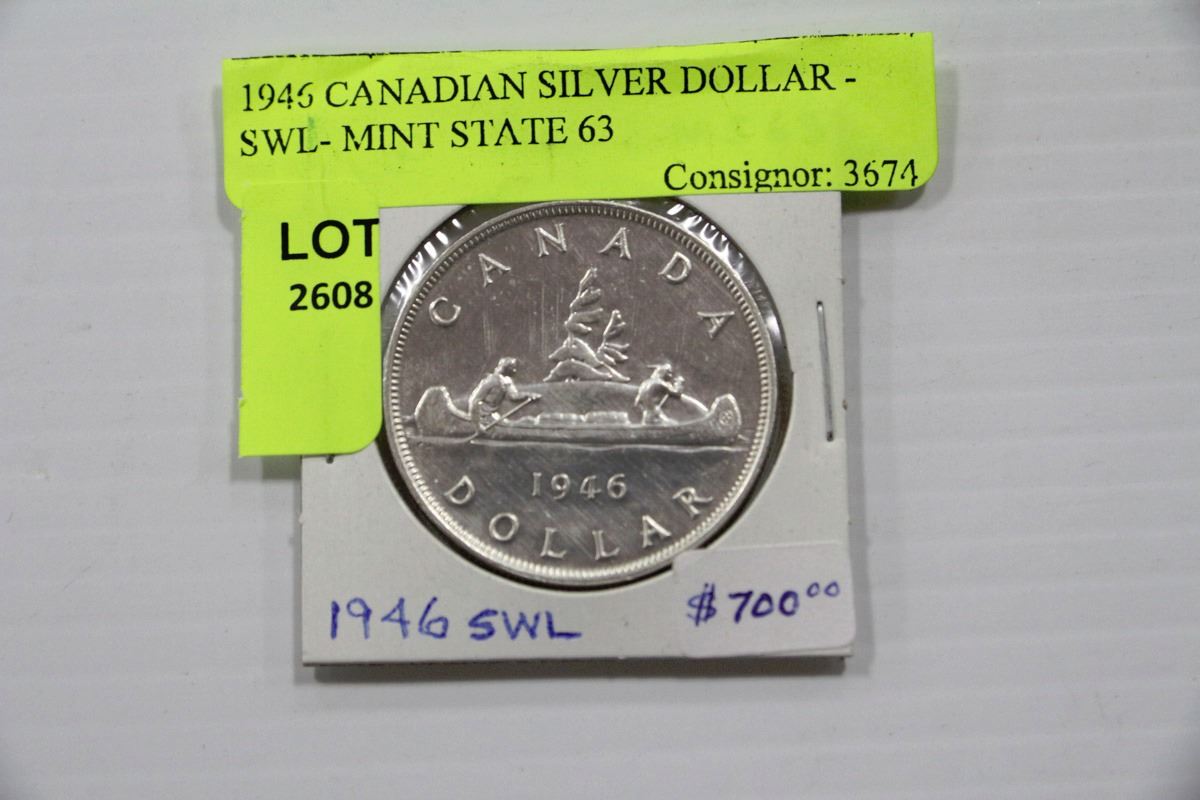 1946 CANADIAN SILVER DOLLAR -
SWL- MINT STATE 63
Consignor: 3674
LOT
2608
CANADA
1946
DOLLAR
1946 SWL
$700.00